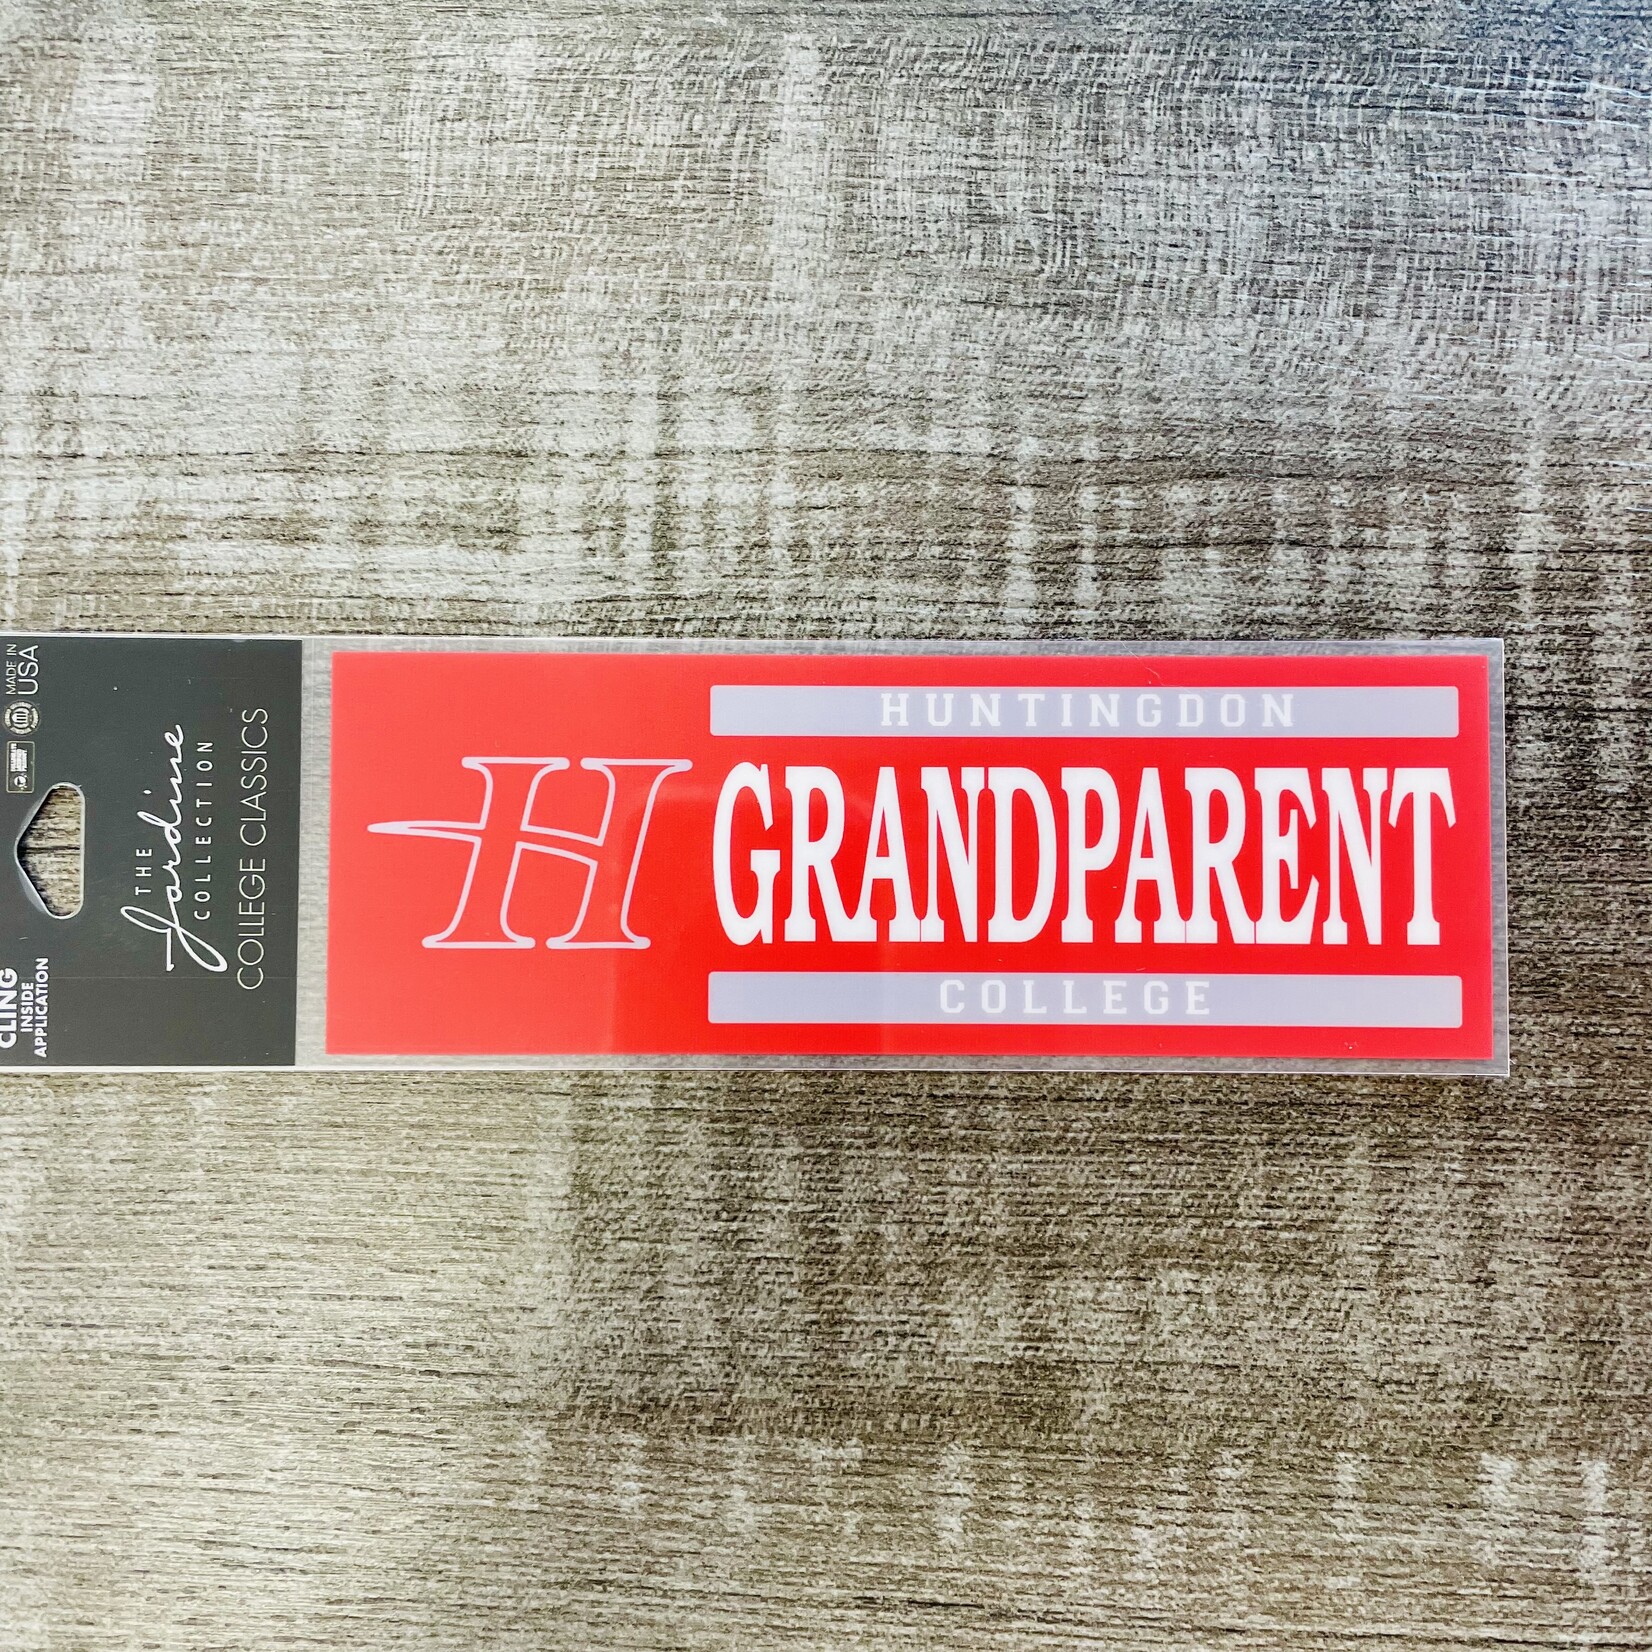 MADE IN
USA
THE
Jardine
COLLECTION
COLLEGE CLASSICS
CLING
INSIDE
APPLICATION
H
HUNTINGDON
GRANDPARENT
COLLEGE